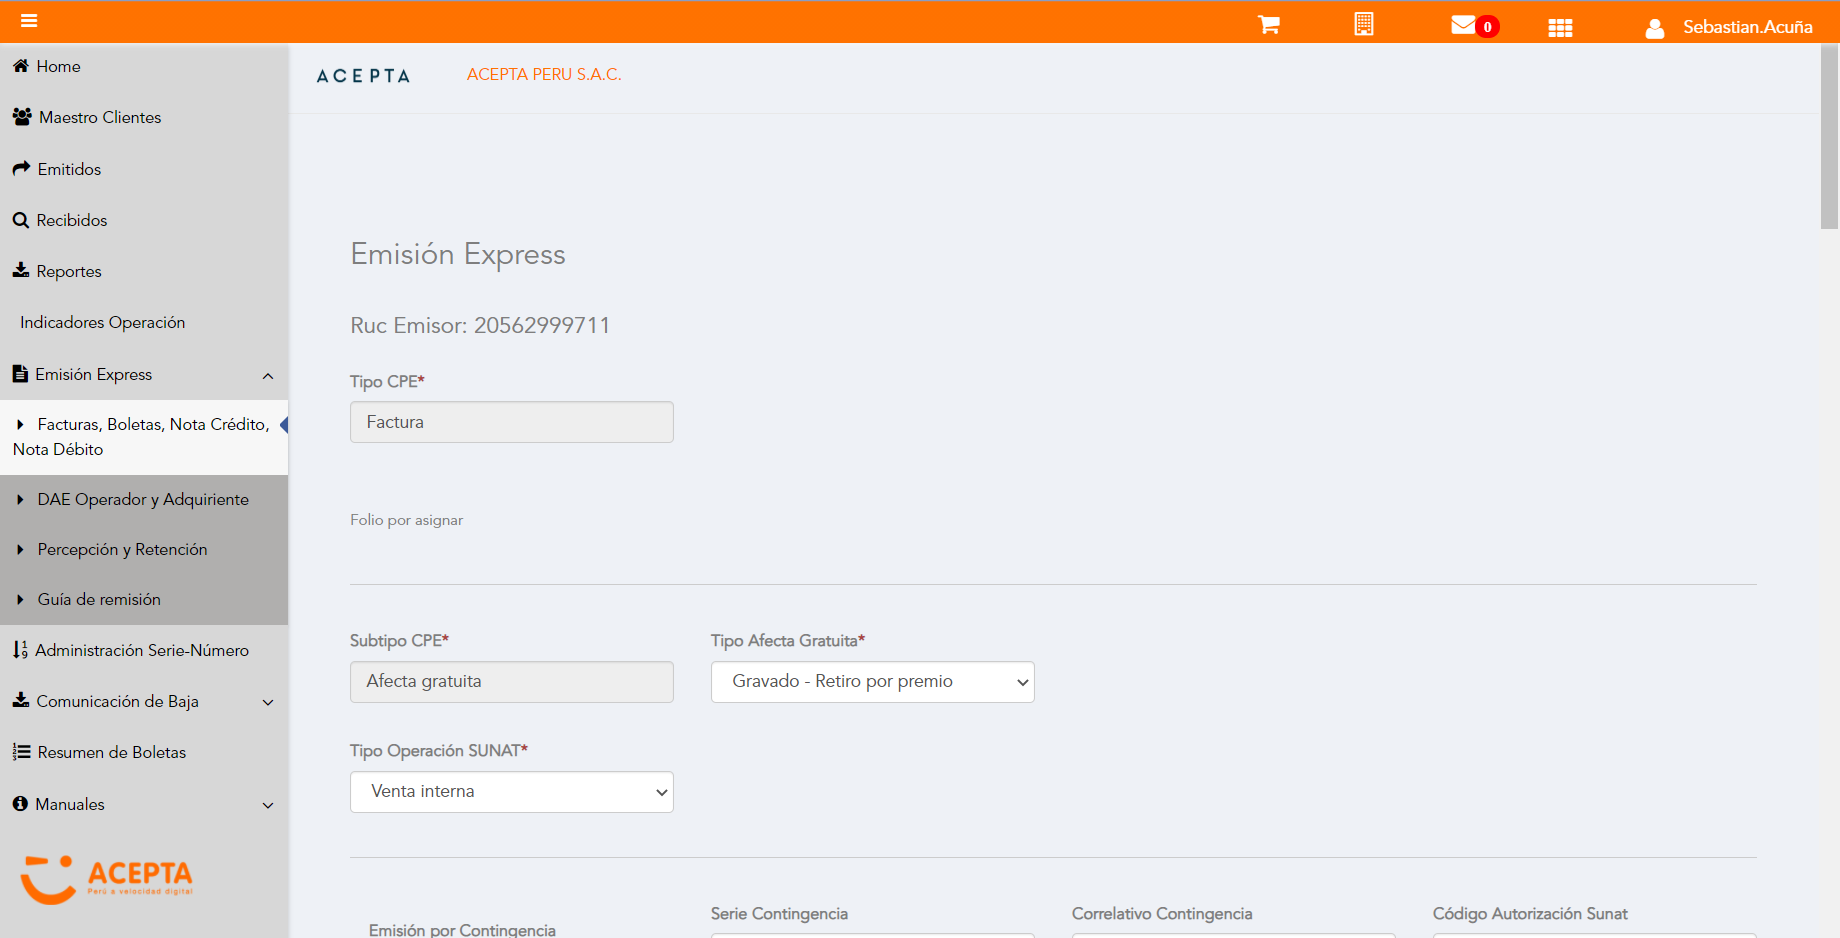 0
Sebastian.Acuña
Home
Maestro Clientes
Emitidos
Recibidos
Reportes
Indicadores Operación
Emisión Express
Facturas, Boletas, Nota Crédito,
Nota Débito
DAE Operador y Adquiriente
Percepción y Retención
Guía de remisión
Administración Serie-Número
Comunicación de Baja
Resumen de Boletas
Manuales
ACEPTA
Perú a velocidad digital
ACEPTA
ACEPTA PERU S.A.C.
Emisión Express
Ruc Emisor: 20562999711
Tipo CPE*
Factura
Folio por asignar
Subtipo CPE*
Tipo Afecta Gratuita*
Afecta gratuita
Gravado - Retiro por premio
Tipo Operación SUNAT*
Venta interna
Emisión por Contingencia
Serie Contingencia
Correlativo Contingencia
Código Autorización Sunat